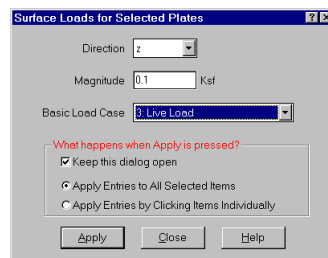 Surface Loads for Selected Plates
Direction z
Magnitude 0.1 Ksf
Basic Load Case 3: Live Load
What happens when Apply is pressed?
Keep this dialog open
Apply Entries to All Selected Items
Apply Entries by Clicking Items Individually
Apply Close Help